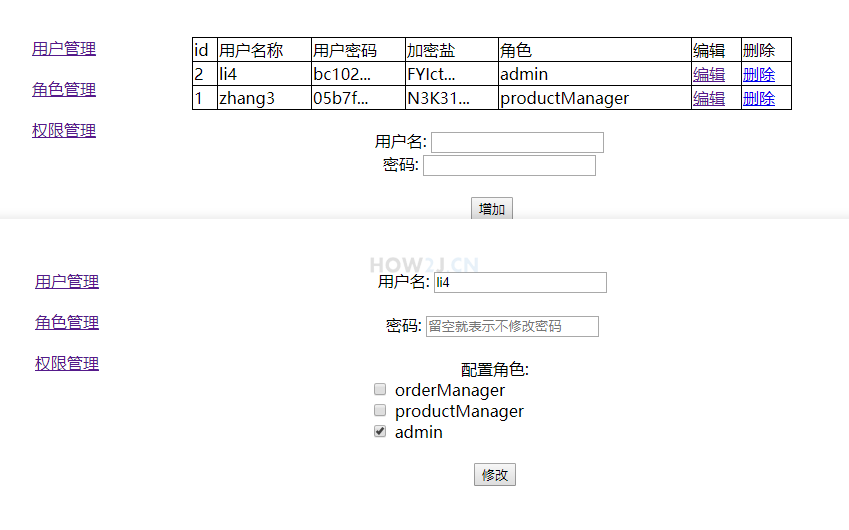 用户管理
角色管理
权限管理
id 用户名称 用户密码 加密盐 角色 编辑 删除
2 li4 bc102... FYIct... admin 编辑 删除
1 zhang3 05b7f... N3K31... productManager 编辑 删除
用户名:
密码:
增加
HOW2J.CN
用户管理
角色管理
权限管理
用户名: li4
密码: 留空就表示不修改密码
配置角色:
orderManager
productManager
admin
修改